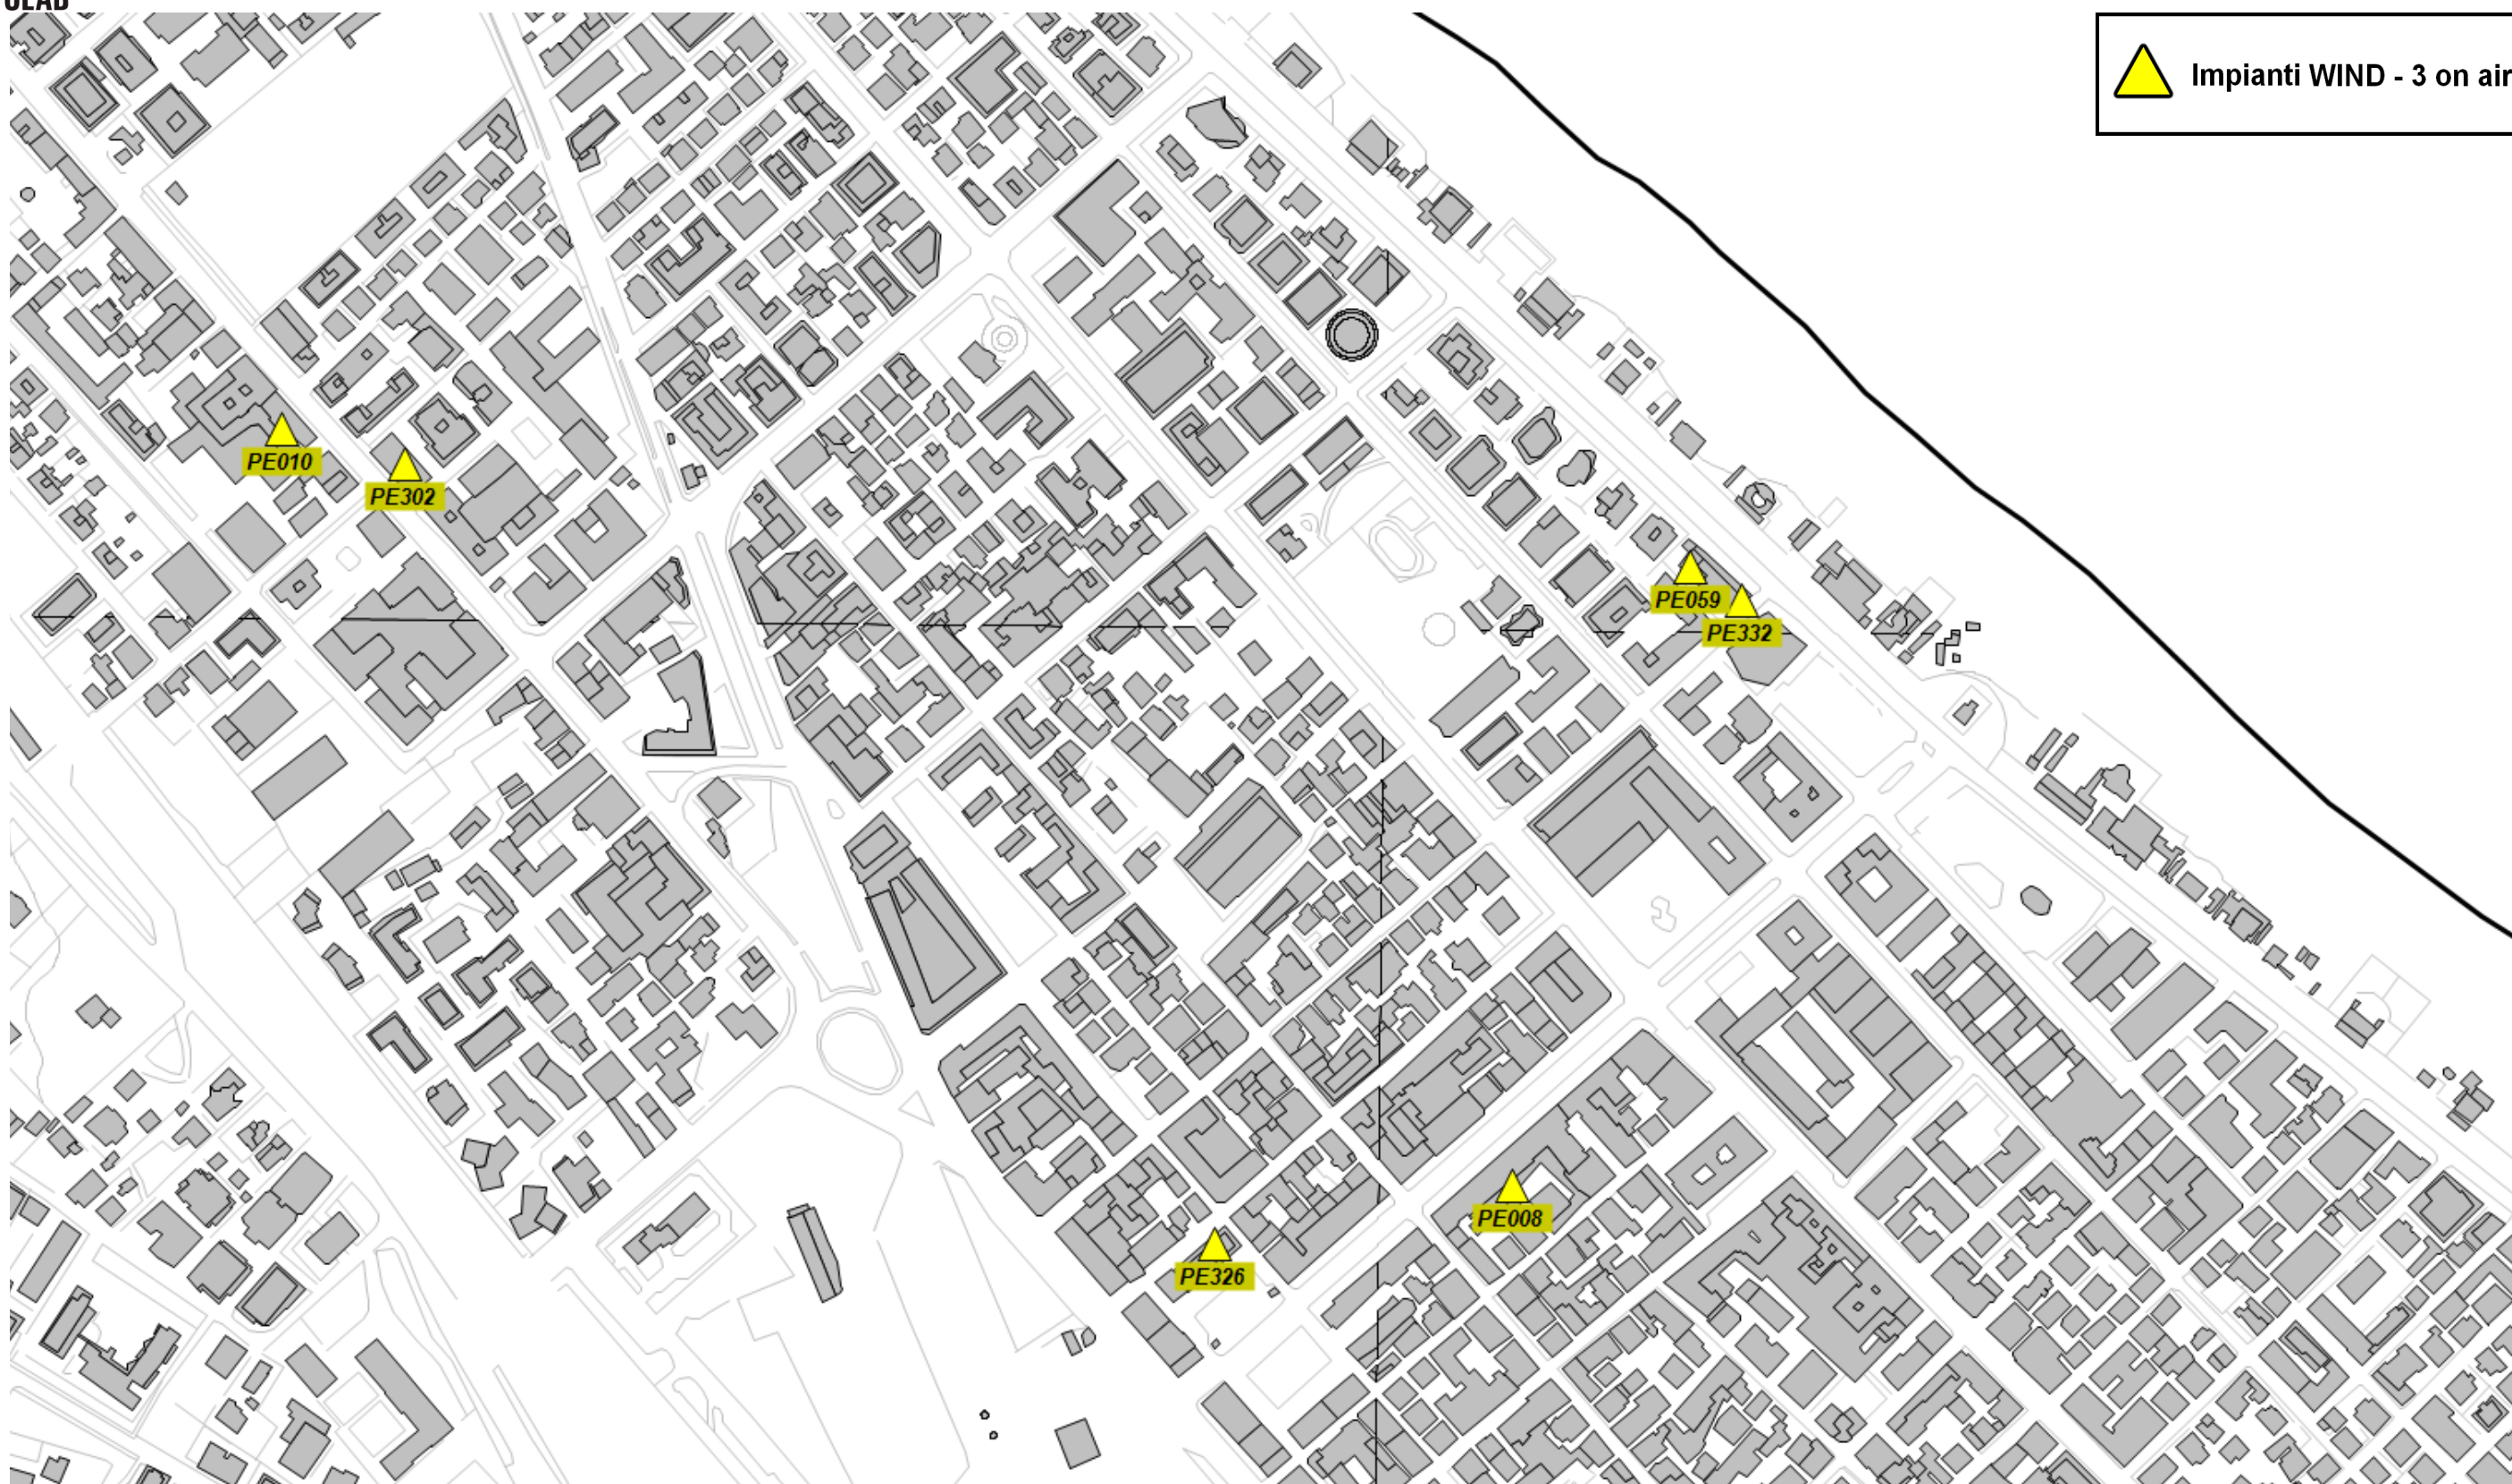 Impianti WIND - 3 on air
PE010
PE302
PE059
PE332
PE008
PE326